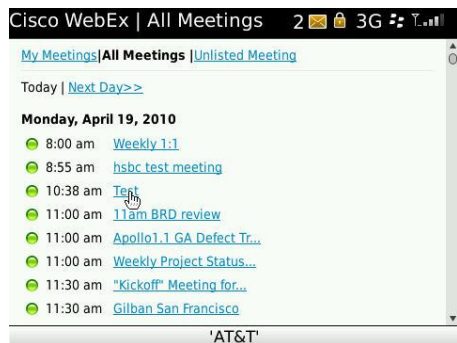 Cisco WebEx | All Meetings 2 3G
My Meetings|All Meetings |Unlisted Meeting
Today | Next Day>>
Monday, April 19, 2010
8:00 am Weekly 1:1
8:55 am hsbc test meeting
10:38 am Test
11:00 am 11am BRD review
11:00 am Apollo1.1 GA Defect Tr...
11:00 am Weekly Project Status...
11:30 am "Kickoff" Meeting for...
11:30 am Gilban San Francisco
'AT&T'